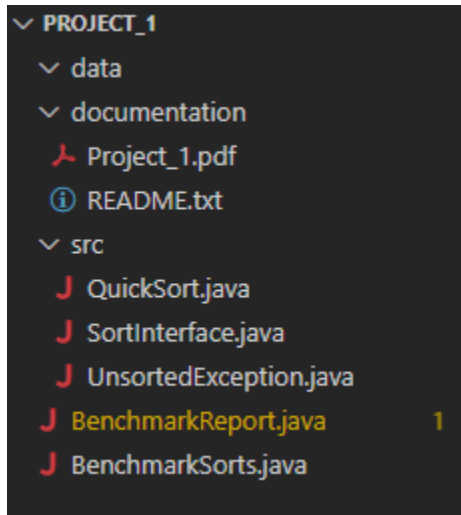 PROJECT_1
data
documentation
Project_1.pdf
README.txt
src
J QuickSort.java
J SortInterface.java
J UnsortedException.java
J BenchmarkReport.java 1
J BenchmarkSorts.java